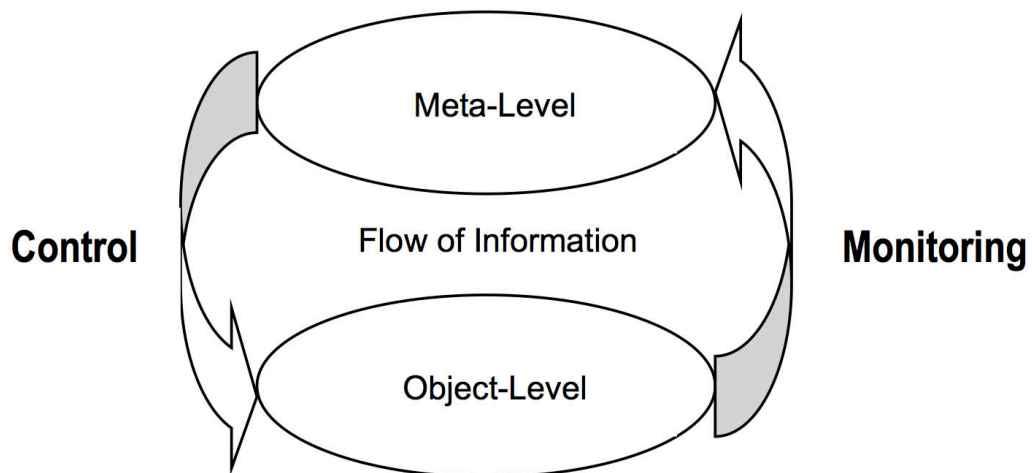 Meta-Level
Control
Flow of Information
Monitoring
Object-Level